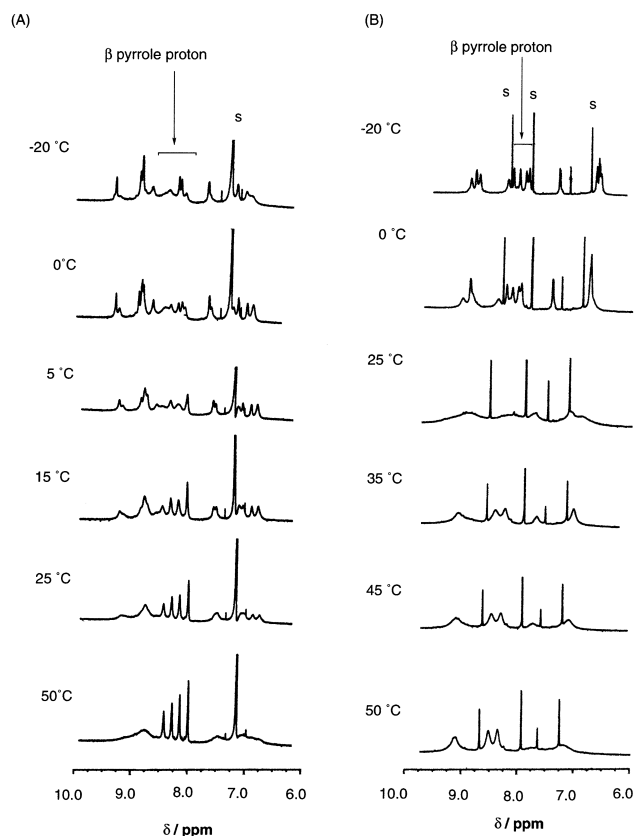 (A)
β pyrrole proton
s
-20 °C
0°C
5 °C
15 °C
25 °C
50°C
10.0 9.0 8.0 7.0 6.0
δ / ppm
(B)
β pyrrole proton
s s s
-20 °C
0 °C
25 °C
35 °C
45 °C
50 °C
10.0 9.0 8.0 7.0 6.0
δ / ppm